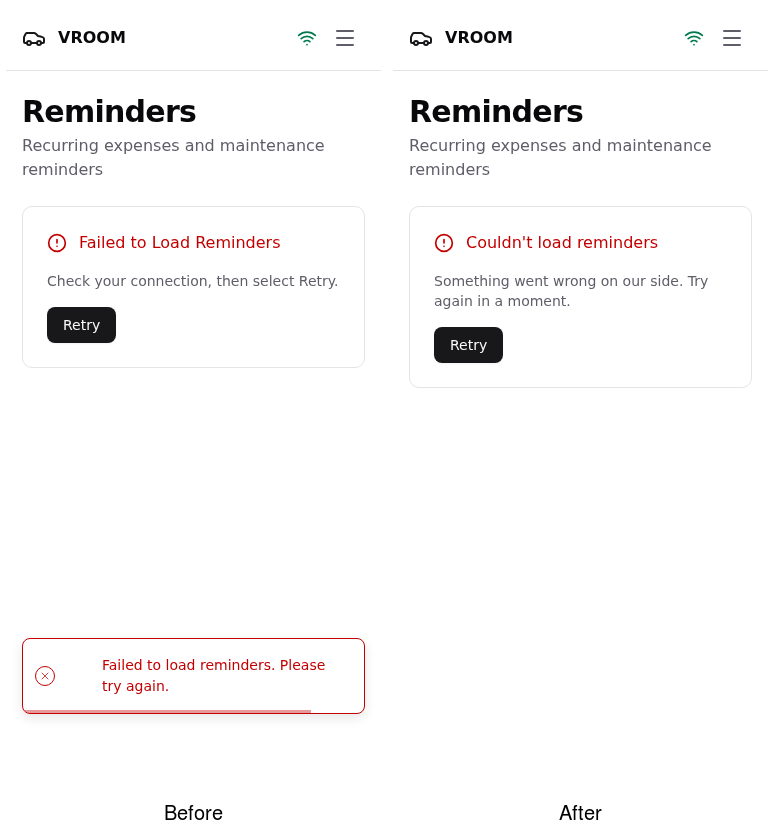 VROOM
Reminders
Recurring expenses and maintenance
reminders
Failed to Load Reminders
Check your connection, then select Retry.
Retry
Failed to load reminders. Please
try again.
Before
VROOM
Reminders
Recurring expenses and maintenance
reminders
Couldn't load reminders
Something went wrong on our side. Try
again in a moment.
Retry
After